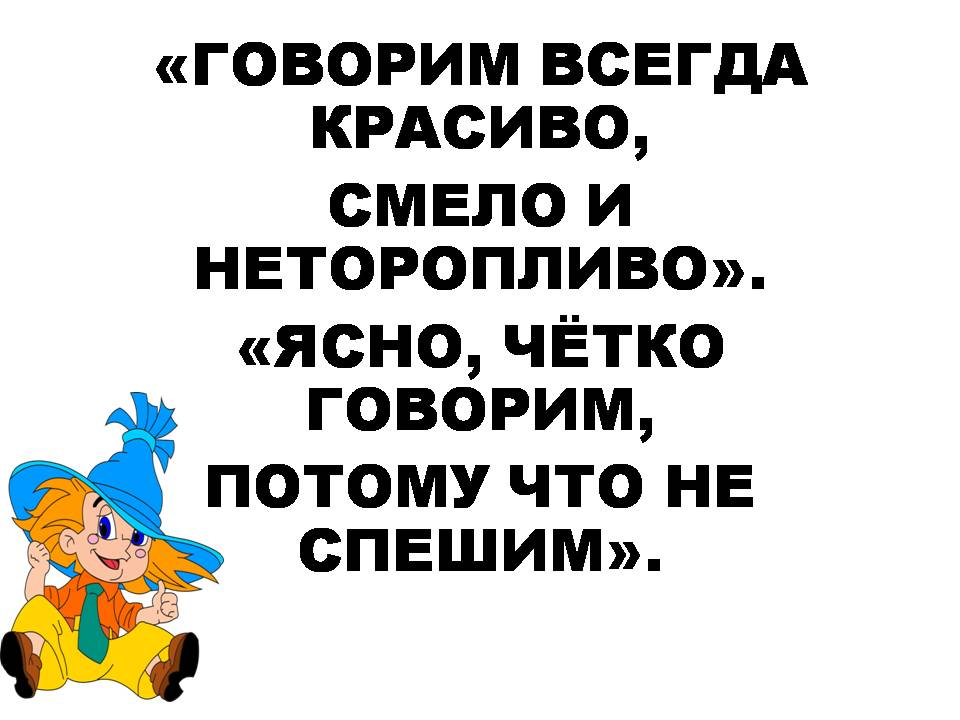 «ГОВОРИМ ВСЕГДА
КРАСИВО,
СМЕЛО И
НЕТОРОПЛИВО».
«ЯСНО, ЧЁТКО
ГОВОРИМ,
ПОТОМУ ЧТО НЕ
СПЕШИМ».